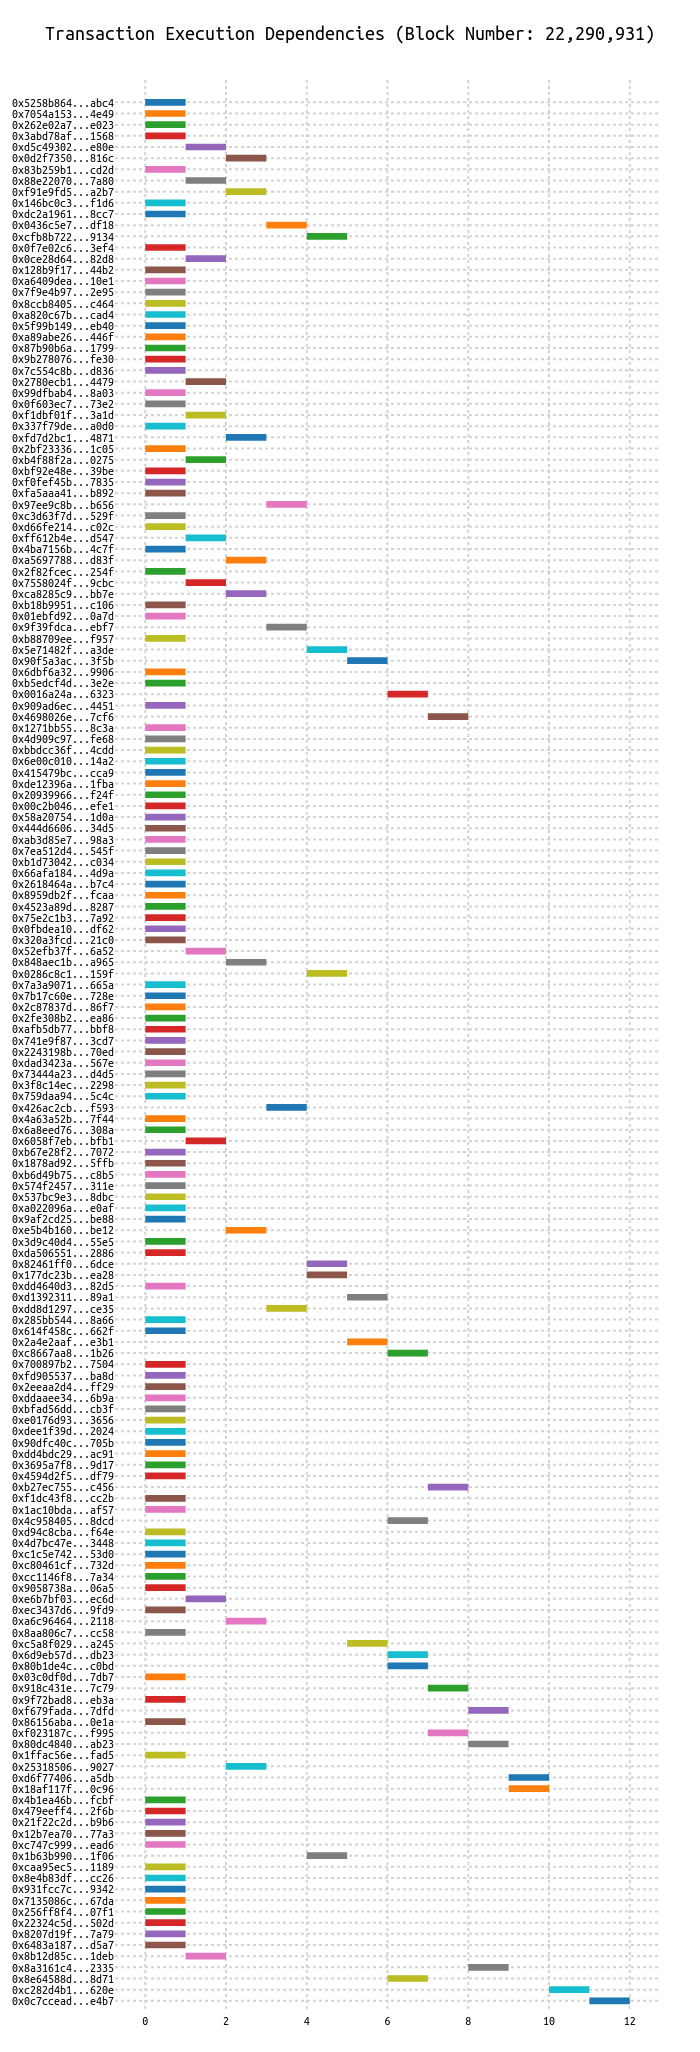 Transaction Execution Dependencies (Block Number: 22,290,931)
0x5258b864...abc4
0x7054a153...4e49
0x262e02a7...e023
0x3abd78af...1568
0xd5c49302...e80e
0x0d2f7350...816c
0x83b259b1...cd2d
0x88e22070...7a80
0xf91e9fd5...a2b7
0x146bc0c3...f1d6
0xdc2a1961...8cc7
0x0436c5e7...df18
0xcfb8b722...9134
0x0f7e02c6...3ef4
0x0ce28d64...82d8
0x128b9f17...44b2
0xa6409dea...10e1
0x7f9e4b97...2e95
0x8ccb8405...c464
0xa820c67b...cad4
0x5f99b149...eb40
0xa89abe26...446f
0x87b90b6a...1799
0x9b278076...fe30
0x7c554c8b...d836
0x2780ecb1...4479
0x99dfbab4...8a03
0x0f603ec7...73e2
0xf1dbf01f...3a1d
0x337f79de...a0d0
0xfd7d2bc1...4871
0x2bf23336...1c05
0xb4f88f2a...0275
0xbf92e48e...39be
0xf0fef45b...7835
0xfa5aaa41...b892
0x97ee9c8b...b656
0xc3d63f7d...529f
0xd66fe214...c02c
0xff612b4e...d547
0x4ba7156b...4c7f
0xa5697788...d83f
0x2f82fcec...254f
0x7558024f...9cbc
0xca8285c9...bb7e
0xb18b9951...c106
0x01ebfd92...0a7d
0x9f39fdca...ebf7
0xb88709ee...f957
0x5e71482f...a3de
0x90f5a3ac...3f5b
0x6dbf6a32...9906
0xb5edcf4d...3e2e
0x0016a24a...6323
0x909ad6ec...4451
0x4698026e...7cf6
0x1271bb55...8c3a
0x4d909c97...fe68
0xbbdcc36f...4cdd
0x6e00c010...14a2
0x415479bc...cca9
0xde12396a...1fba
0x20939966...f24f
0x00c2b046...efe1
0x58a20754...1d0a
0x444d6606...34d5
0xab3d85e7...98a3
0x7ea512d4...545f
0xb1d73042...c034
0x66afa184...4d9a
0x2618464a...b7c4
0x8959db2f...fcaa
0x4523a89d...8287
0x75e2c1b3...7a92
0x0fbdea10...df62
0x320a3fcd...21c0
0x52efb37f...6a52
0x848aec1b...a965
0x0286c8c1...159f
0x7a3a9071...665a
0x7b17c60e...728e
0x2c87837d...86f7
0x2fe308b2...ea86
0xafb5db77...bbf8
0x741e9f87...3cd7
0x2243198b...70ed
0xdad3423a...567e
0x73444a23...d4d5
0x3f8c14ec...2298
0x759daa94...5c4c
0x426ac2cb...f593
0x4a63a52b...7f44
0x6a8eed76...308a
0x6058f7eb...bfb1
0xb67e28f2...7072
0x1878ad92...5ffb
0xb6d49b75...c8b5
0x574f2457...311e
0x537bc9e3...8dbc
0xa022096a...e0af
0x9af2cd25...be88
0xe5b4b160...be12
0x3d9c40d4...55e5
0xda506551...2886
0x82461ff0...6dce
0x177dc23b...ea28
0xdd4640d3...82d5
0xd1392311...89a1
0xdd8d1297...ce35
0x285bb544...8a66
0x614f458c...662f
0x2a4e2aaf...e3b1
0xc8667aa8...1b26
0x700897b2...7504
0xfd905537...ba8d
0x2eeaa2d4...ff29
0xddaaee34...6b9a
0xbfad56dd...cb3f
0xe0176d93...3656
0xdee1f39d...2024
0x90dfc40c...705b
0xdd4bdc29...ac91
0x3695a7f8...9d17
0x4594d2f5...df79
0xb27ec755...c456
0xf1dc43f8...cc2b
0x1ac10bda...af57
0x4c958405...8dcd
0xd94c8cba...f64e
0x4d7bc47e...3448
0xc1c5e742...53d0
0xc80461cf...732d
0xcc1146f8...7a34
0x9058738a...06a5
0xe6b7bf03...ec6d
0xec3437d6...9fd9
0xa6c96464...2118
0x8aa806c7...cc58
0xc5a8f029...a245
0x6d9eb57d...db23
0x80b1de4c...c0bd
0x03c0df0d...7db7
0x918c431e...7c79
0x9f72bad8...eb3a
0xf679fada...7dfd
0x86156aba...0e1a
0xf023187c...f995
0x80dc4840...ab23
0x1ffac56e...fad5
0x25318506...9027
0xd6f77406...a5db
0x18af117f...0c96
0x4b1ea46b...fcbf
0x479eeff4...2f6b
0x21f22c2d...b9b6
0x12b7ea70...77a3
0xc747c999...ead6
0x1b63b990...1f06
0xcaa95ec5...1189
0x8e4b83df...cc26
0x931fcc7c...9342
0x7135086c...67da
0x256ff8f4...07f1
0x22324c5d...502d
0x8207d19f...7a79
0x6483a187...d5a7
0x8b12d85c...1deb
0x8a3161c4...2335
0x8e64588d...8d71
0xc282d4b1...620e
0x0c7ccead...e4b7
0 2 4 6 8 10 12